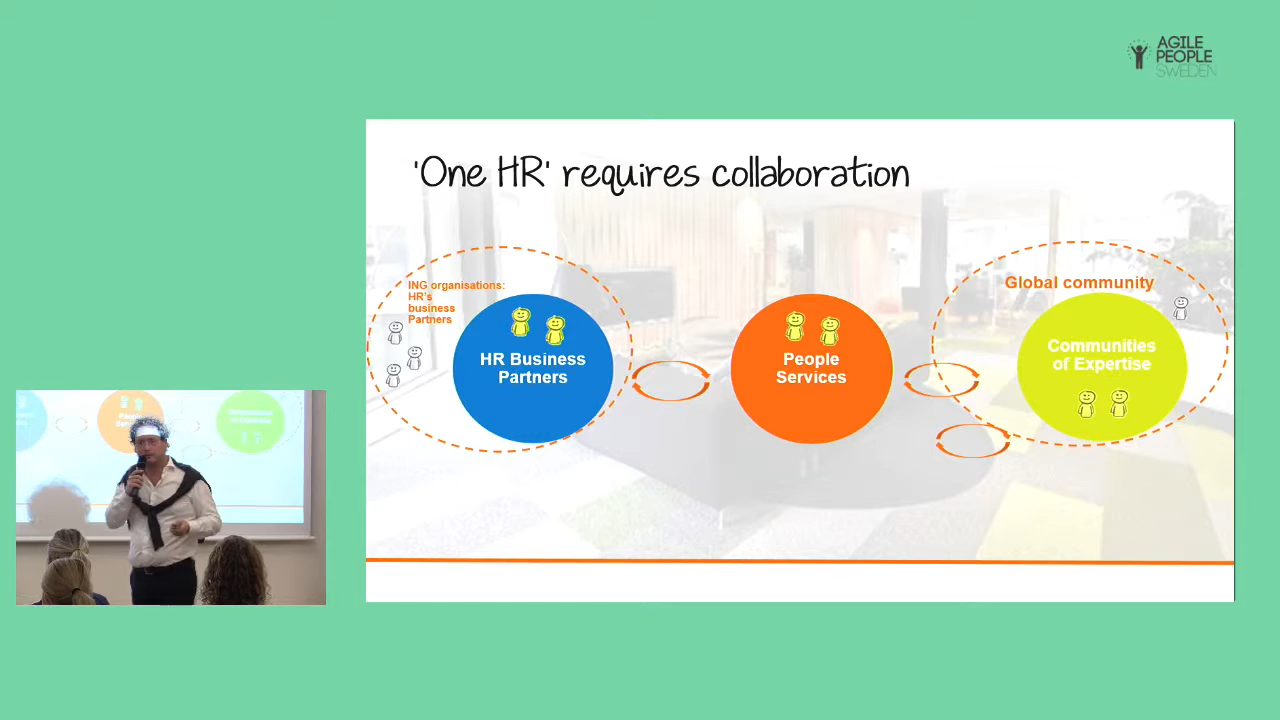 AGILE
PEOPLE
SWEDEN
'One HR' requires collaboration
ING organisations:
HR's
business
Partners
HR Business
Partners
People
Services
Global community
Communities
of Expertise